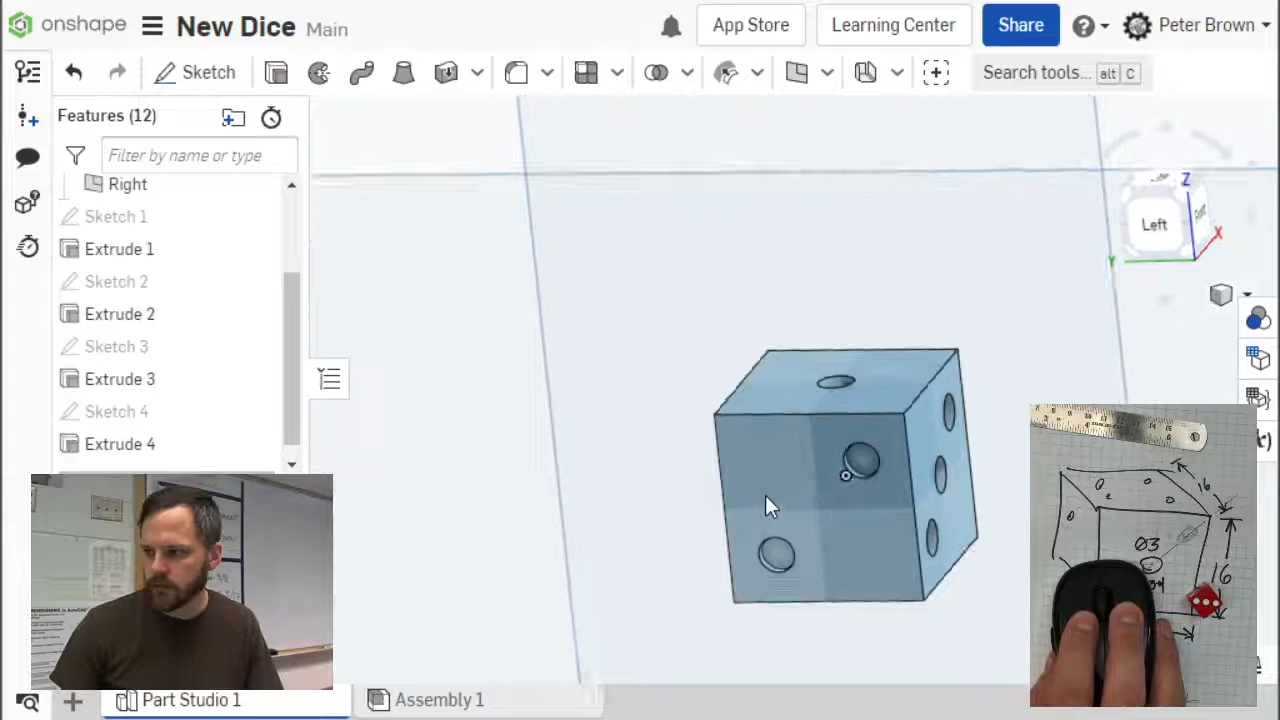 onshape New Dice Main App Store Learning Center Share Peter Brown
Sketch Search tools... alt C
Features (12)
Filter by name or type
Right
Sketch 1
Extrude 1
Sketch 2
Extrude 2
Sketch 3
Extrude 3
Sketch 4
Extrude 4
Z
Left
X
Y
16
Ø3
16
Part Studio 1
Assembly 1